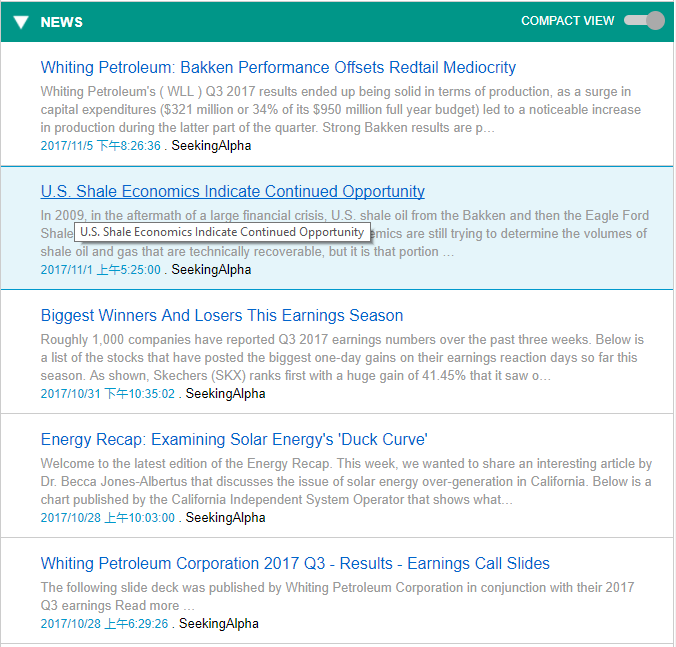 NEWS
COMPACT VIEW
Whiting Petroleum: Bakken Performance Offsets Redtail Mediocrity
Whiting Petroleum's ( WLL ) Q3 2017 results ended up being solid in terms of production, as a surge in
capital expenditures ($321 million or 34% of its $950 million full year budget) led to a noticeable increase
in production during the latter part of the quarter. Strong Bakken results are p...
2017/11/5 下午8:26:36 . SeekingAlpha
U.S. Shale Economics Indicate Continued Opportunity
In 2009, in the aftermath of a large financial crisis, U.S. shale oil from the Bakken and then the Eagle Ford
Shale
U.S. Shale Economics Indicate Continued Opportunity
are still trying to determine the volumes of
shale oil and gas that are technically recoverable, but it is that portion ...
2017/11/1 上午5:25:00 . SeekingAlpha
Biggest Winners And Losers This Earnings Season
Roughly 1,000 companies have reported Q3 2017 earnings numbers over the past three weeks. Below is
a list of the stocks that have posted the biggest one-day gains on their earnings reaction days so far this
season. As shown, Skechers (SKX) ranks first with a huge gain of 41.45% that it saw o...
2017/10/31 下午10:35:02 . SeekingAlpha
Energy Recap: Examining Solar Energy's 'Duck Curve'
Welcome to the latest edition of the Energy Recap. This week, we wanted to share an interesting article by
Dr. Becca Jones-Albertus that discusses the issue of solar energy over-generation in California. Below is a
chart published by the California Independent System Operator that shows what...
2017/10/28 上午10:03:00 . SeekingAlpha
Whiting Petroleum Corporation 2017 Q3 - Results - Earnings Call Slides
The following slide deck was published by Whiting Petroleum Corporation in conjunction with their 2017
Q3 earnings Read more ...
2017/10/28 上午6:29:26 . SeekingAlpha